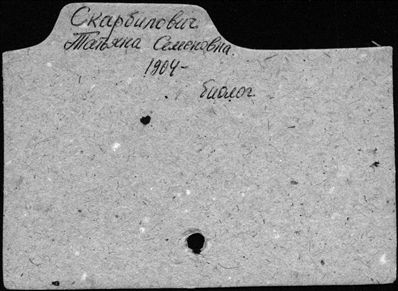 Скарбилович
Татьяна Семеновна.
1904-
биолог